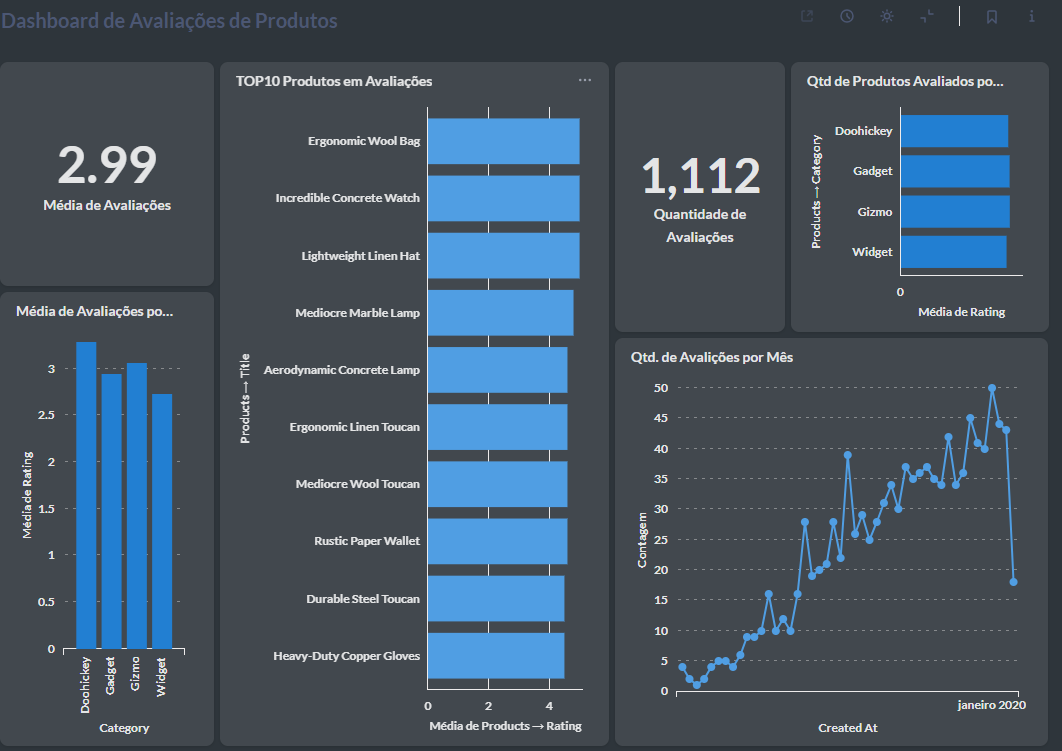 Dashboard de Avaliações de Produtos
2.99
Média de Avaliações
TOP10 Produtos em Avaliações
Products → Title
Ergonomic Wool Bag
Incredible Concrete Watch
Lightweight Linen Hat
Mediocre Marble Lamp
Aerodynamic Concrete Lamp
Ergonomic Linen Toucan
Mediocre Wool Toucan
Rustic Paper Wallet
Durable Steel Toucan
Heavy-Duty Copper Gloves
0 2 4
Média de Products → Rating
1,112
Quantidade de
Avaliações
Qtd de Produtos Avaliados po...
Products → Category
Doohickey
Gadget
Gizmo
Widget
0
Média de Rating
Média de Avaliações po...
Média de Rating
3
2.5
2
1.5
1
0.5
0
Doohickey
Gadget
Gizmo
Widget
Category
Qtd. de Avalições por Mês
Contagem
50
45
40
35
30
25
20
15
10
5
0
janeiro 2020
Created At